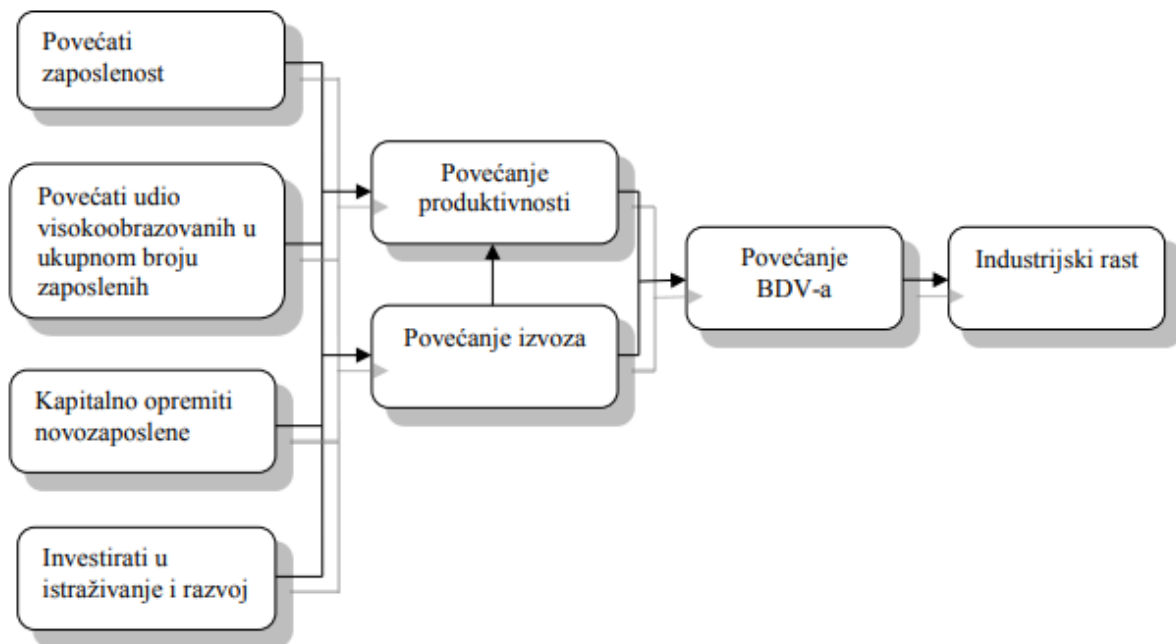 Povećati
zaposlenost
Povećati udio
visokoobrazovanih u
ukupnom broju
zaposlenih
Kapitalno opremiti
novozaposlene
Investirati u
istraživanje i razvoj
Povećanje
produktivnosti
Povećanje izvoza
Povećanje
BDV-a
Industrijski rast